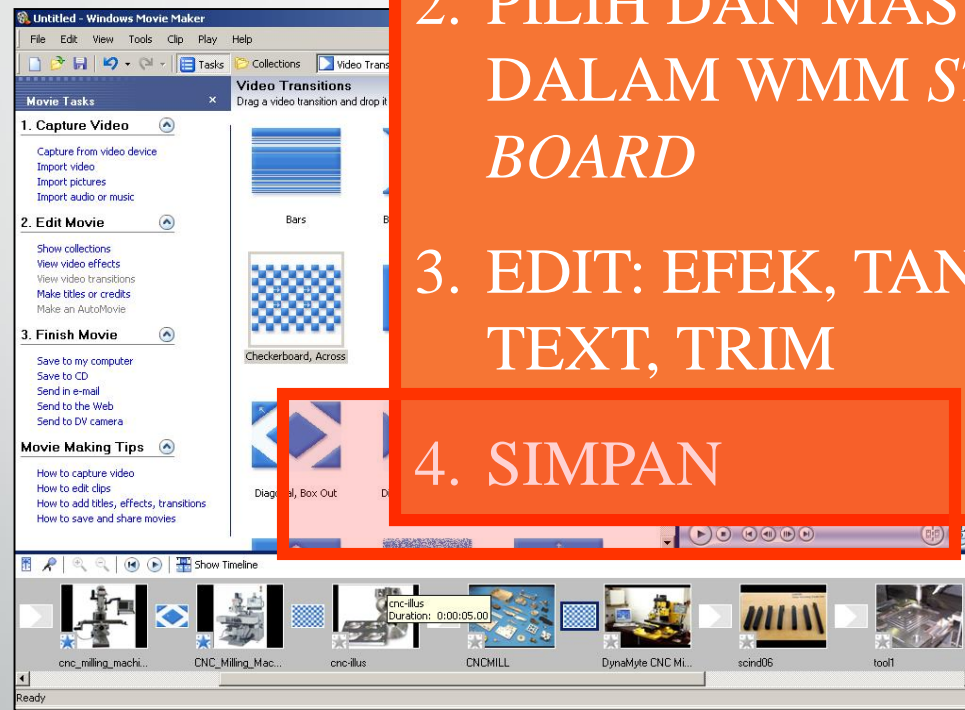 Untitled - Windows Movie Maker
File Edit View Tools Clip Play Help
Tasks Collections Video Trans
Movie Tasks ×
Video Transitions
Drag a video transition and drop it
1. Capture Video
Capture from video device
Import video
Import pictures
Import audio or music
2. Edit Movie
Show collections
View video effects
View video transitions
Make titles or credits
Make an AutoMovie
3. Finish Movie
Save to my computer
Save to CD
Send in e-mail
Send to the Web
Send to DV camera
Movie Making Tips
How to capture video
How to edit clips
How to add titles, effects, transitions
How to save and share movies
Bars
Checkerboard, Across
Diagonal, Box Out
2. PILIH DAN MAS
DALAM WMM ST
BOARD
3. EDIT: EFEK, TAN
TEXT, TRIM
4. SIMPAN
Show Timeline
cnc-illus
Duration: 0:00:05.00
cnc_milling_machi... CNC_Milling_Mac... cnc-illus CNCMILL DynaMyte CNC Mi... scind06 tool1
Ready